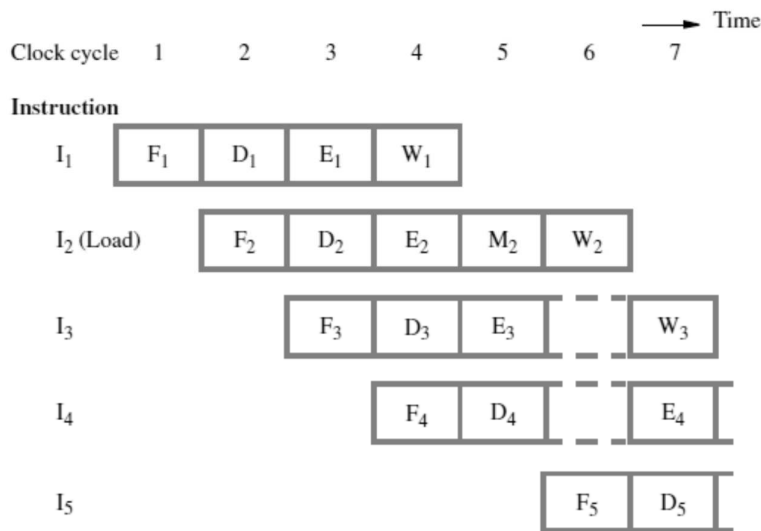 Time
Clock cycle 1 2 3 4 5 6 7
Instruction
I1 F1 D1 E1 W1
I2 (Load) F2 D2 E2 M2 W2
I3 F3 D3 E3 W3
I4 F4 D4 E4
I5 F5 D5